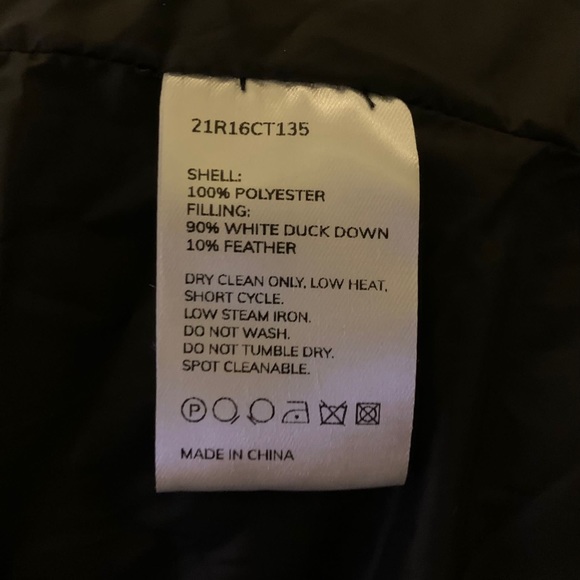 21R16CT135
SHELL:
100% POLYESTER
FILLING:
90% WHITE DUCK DOWN
10% FEATHER
DRY CLEAN ONLY, LOW HEAT,
SHORT CYCLE.
LOW STEAM IRON.
DO NOT WASH.
DO NOT TUMBLE DRY.
SPOT CLEANABLE.
P
MADE IN CHINA